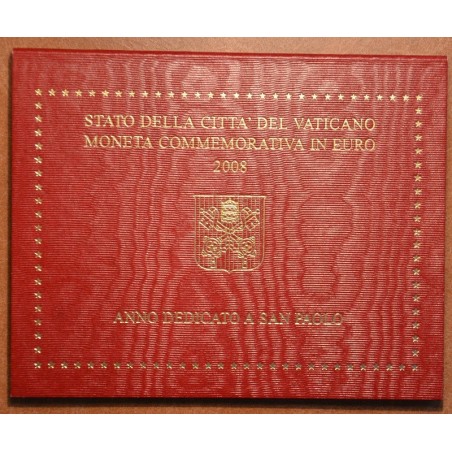 STATO DELLA CITTA' DEL VATICANO
MONETA COMMEMORATIVA IN EURO
2008
ANNO DEDICATO A SAN PAOLO